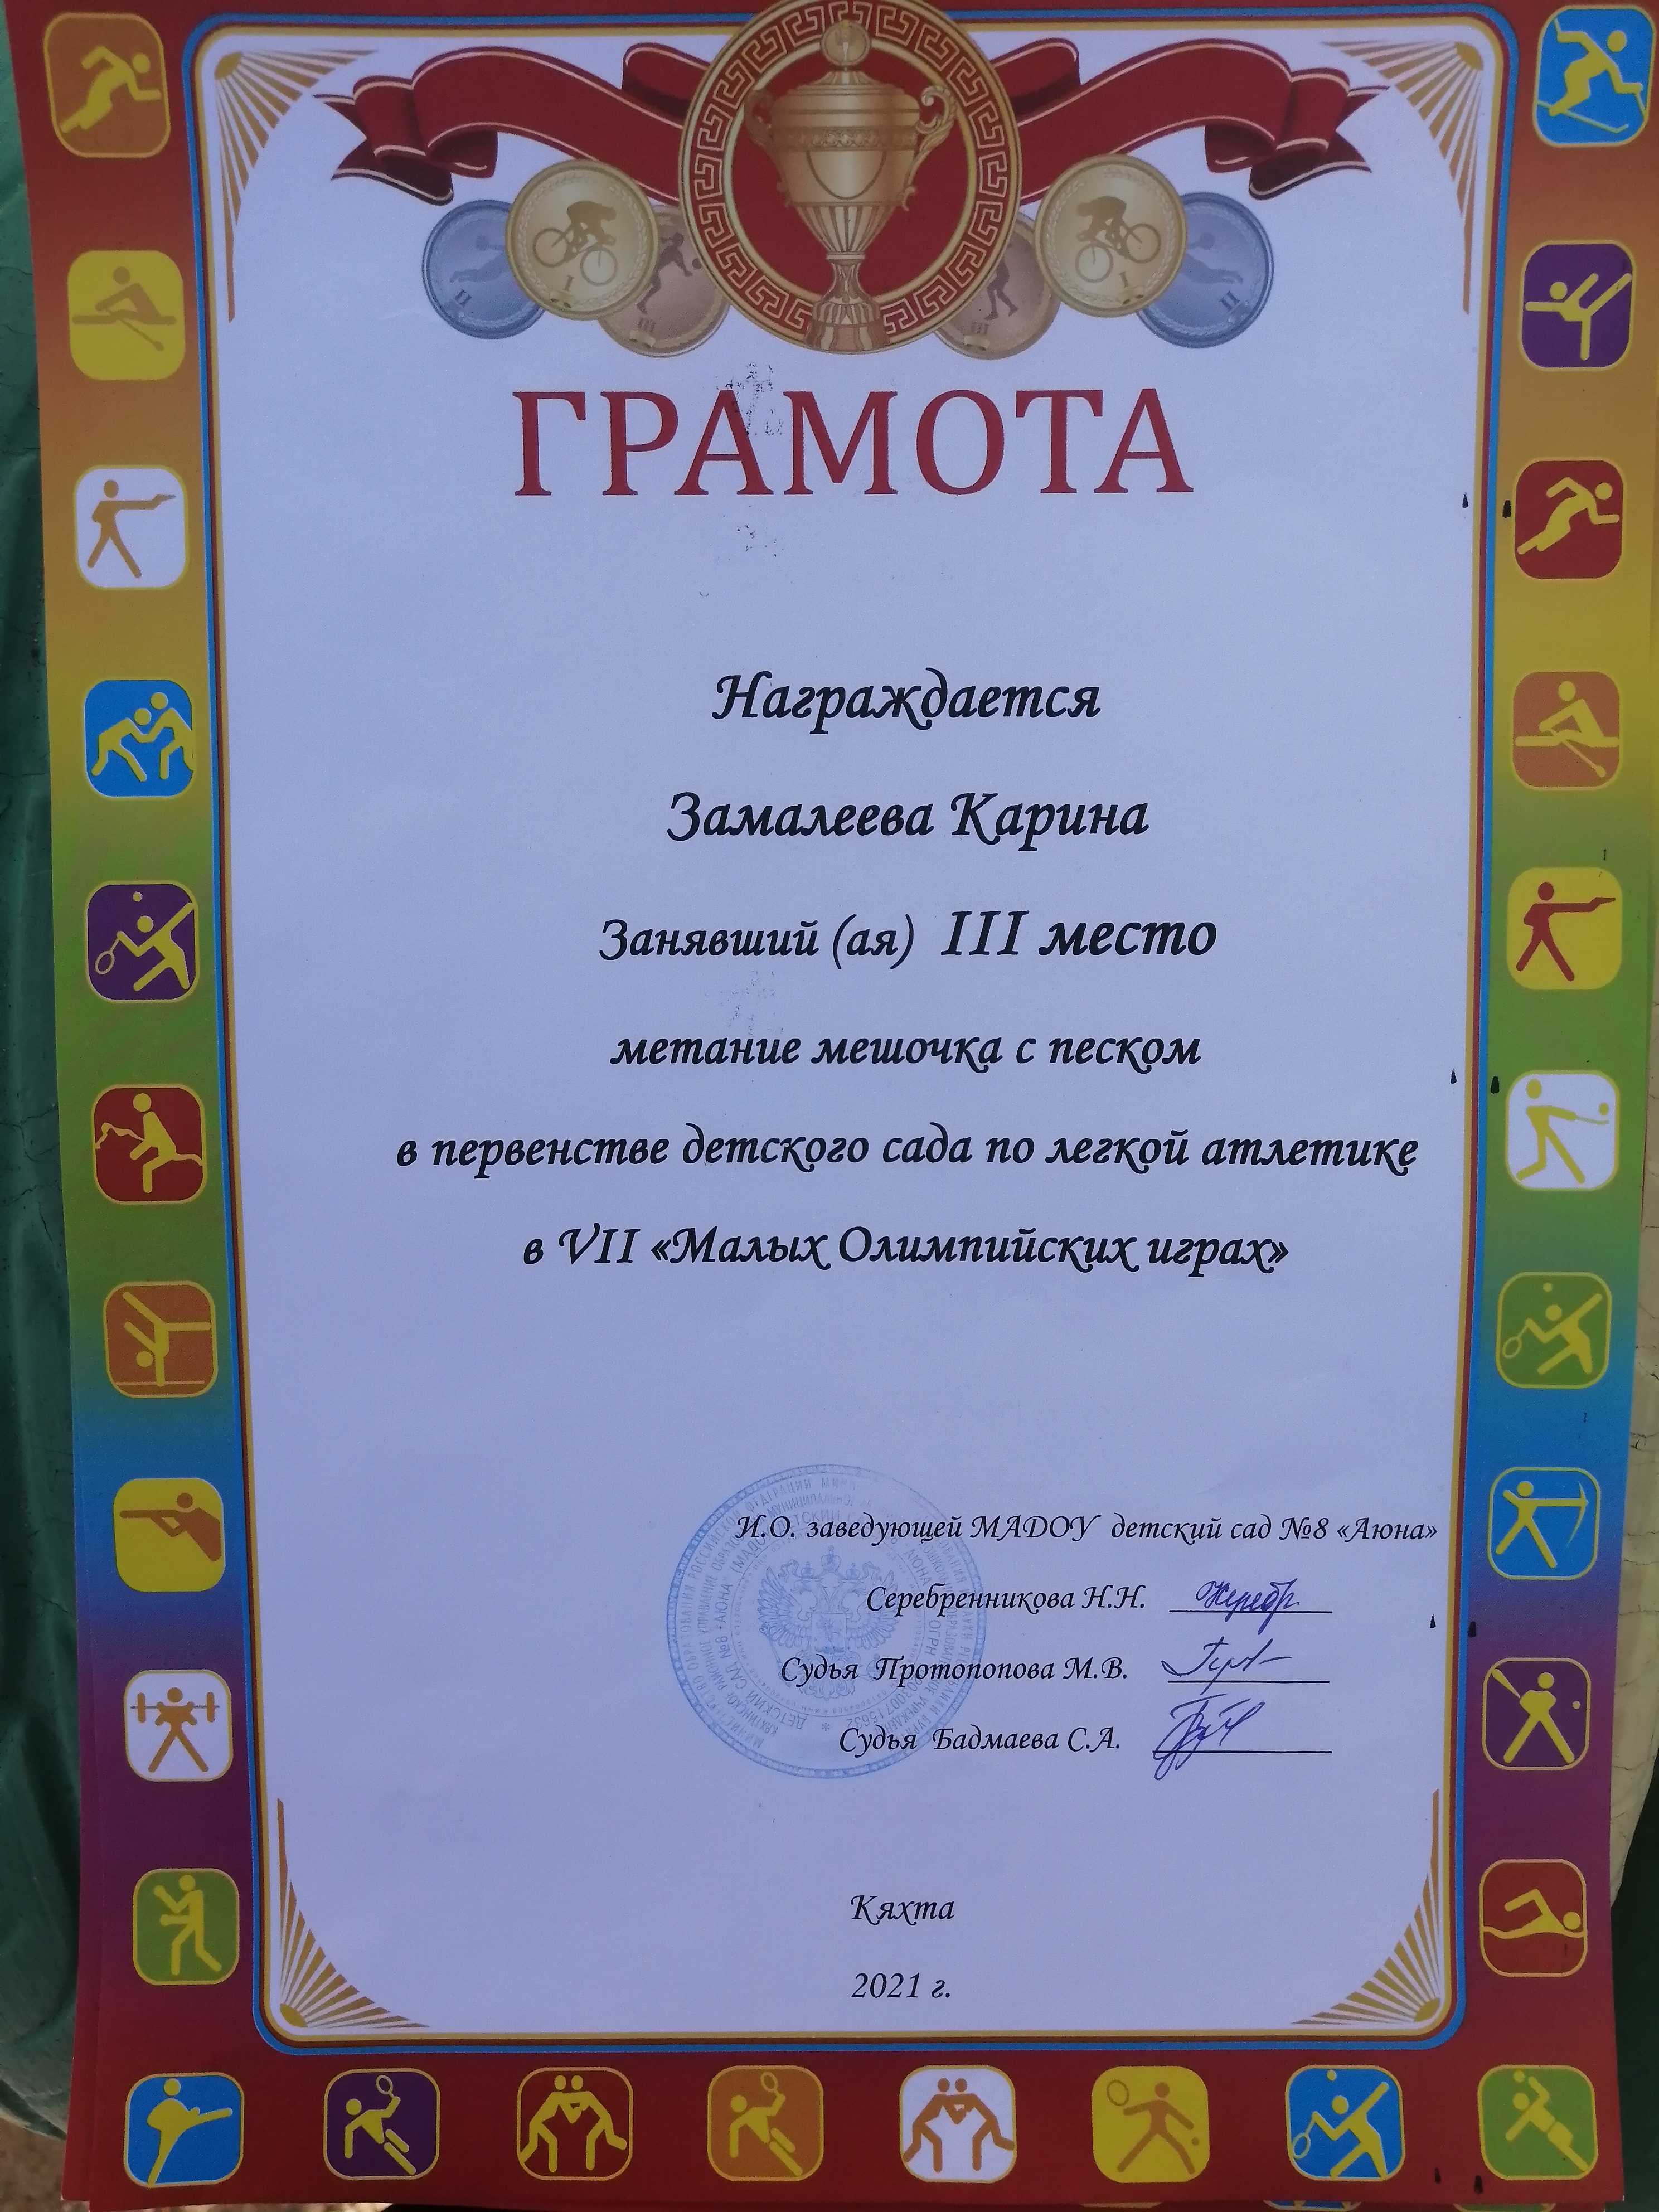 ГРАМОТА
Награждается
Замалеева Карина
Занявший (ая) III место
метание мешочка с песком
в первенстве детского сада по легкой атлетике
в VII «Малых Олимпийских играх»
И.О. заведующей МАДОУ детский сад №8 «Аюна»
Серебренникова Н.Н.
Судья Протопопова М.В.
Судья Бадмаева С.А.
Кяхта
2021 г.